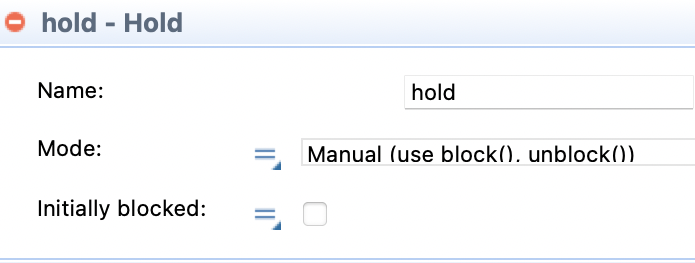 hold - Hold
Name:
hold
Mode:
Manual (use block(), unblock())
Initially blocked: